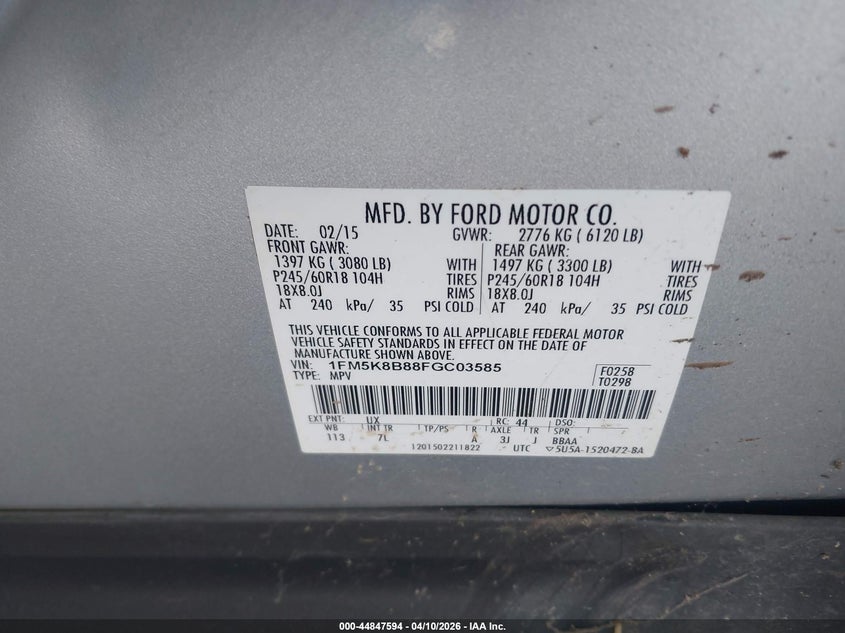 MFD. BY FORD MOTOR CO.
DATE: 02/15 GVWR: 2776 KG ( 6120 LB)
FRONT GAWR: REAR GAWR:
1397 KG ( 3080 LB) WITH 1497 KG ( 3300 LB) WITH
P245/60R18 104H TIRES P245/60R18 104H TIRES
18X8.0J RIMS 18X8.0J RIMS
AT 240 kPa/ 35 PSI COLD AT 240 kPa/ 35 PSI COLD
THIS VEHICLE CONFORMS TO ALL APPLICABLE FEDERAL MOTOR
VEHICLE SAFETY STANDARDS IN EFFECT ON THE DATE OF
MANUFACTURE SHOWN ABOVE.
VIN: 1FM5K8B88FGC03585 F0258
TYPE: MPV T0298
EXT PNT: UX RC: 44 DSO:
WB INT TR TP/PS R AXLE TR SPR
113 7L A 3J J BBAA
1201502211822 UTC ▽5U5A-1520472-BA
000-44847594 - 04/10/2026 - IAA Inc.